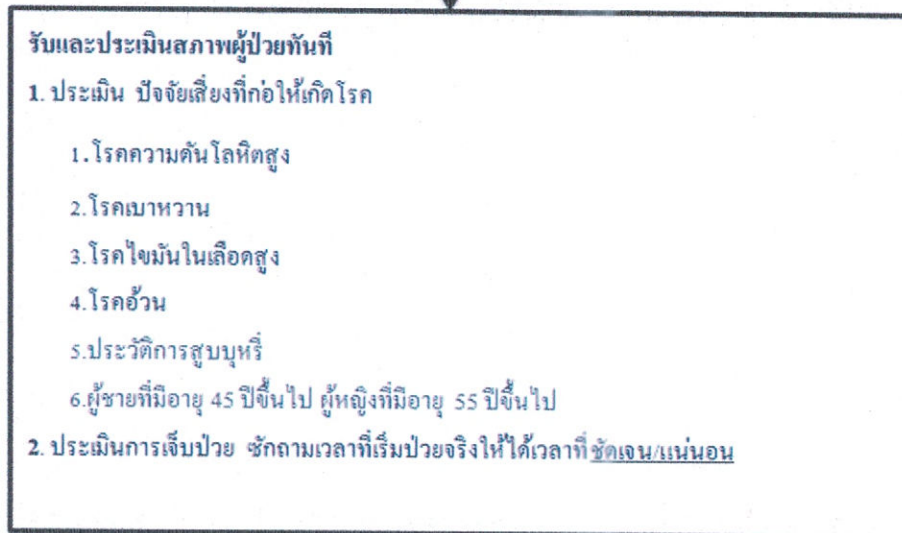 รับและประเมินสภาพผู้ป่วยทันที
1. ประเมิน ปัจจัยเสี่ยงที่ก่อให้เกิดโรค
1.โรคความดันโลหิตสูง
2.โรคเบาหวาน
3.โรคไขมันในเลือดสูง
4.โรคอ้วน
5.ประวัติการสูบบุหรี่
6.ผู้ชายที่มีอายุ 45 ปีขึ้นไป ผู้หญิงที่มีอายุ 55 ปีขึ้นไป
2. ประเมินการเจ็บป่วย ซักถามเวลาที่เริ่มป่วยจริงให้ได้เวลาที่ชัดเจน/แน่นอน